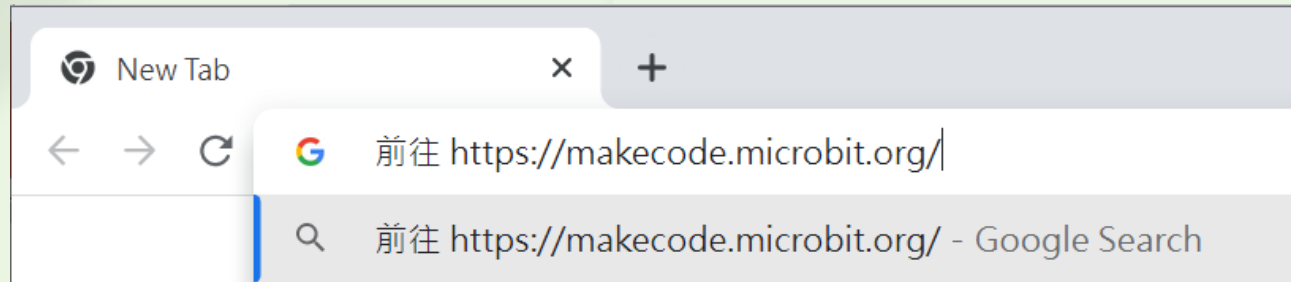 New Tab
前往 https://makecode.microbit.org/
前往 https://makecode.microbit.org/ - Google Search